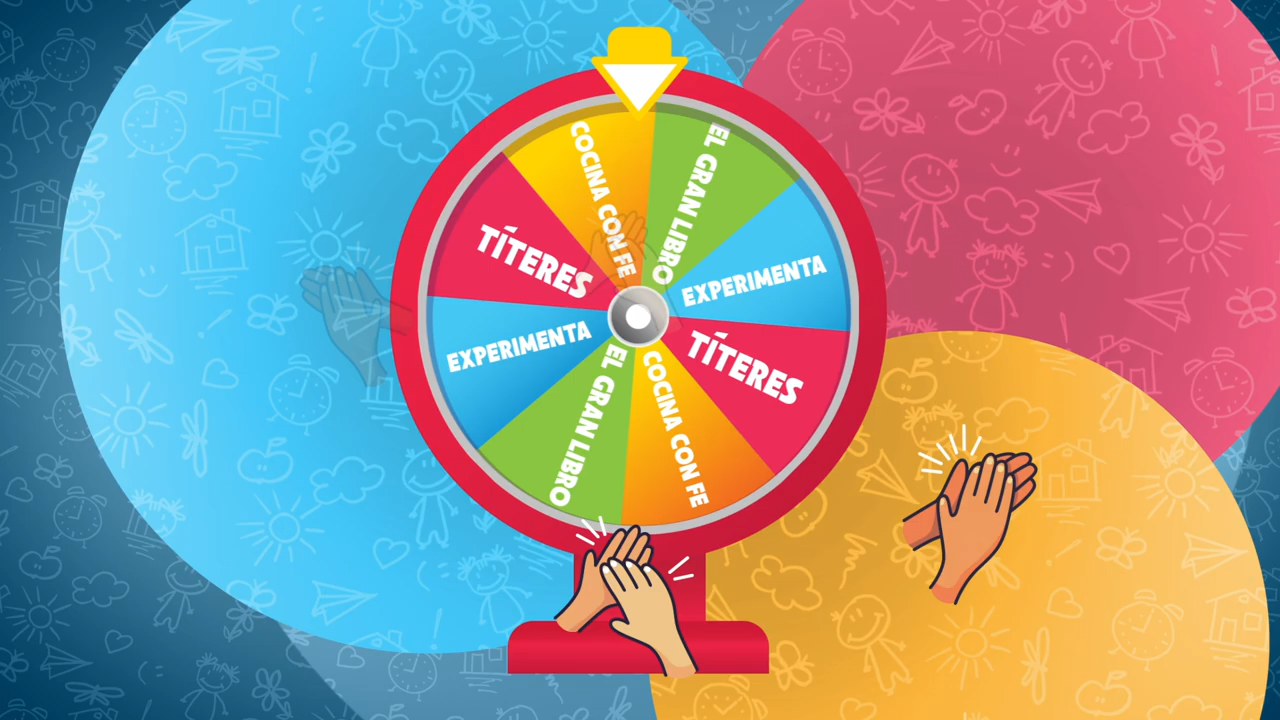 COCINA CON FE
EL GRAN LIBRO
EXPERIMENTA
TÍTERES
COCINA CON FE
EL GRAN LIBRO
EXPERIMENTA
TÍTERES